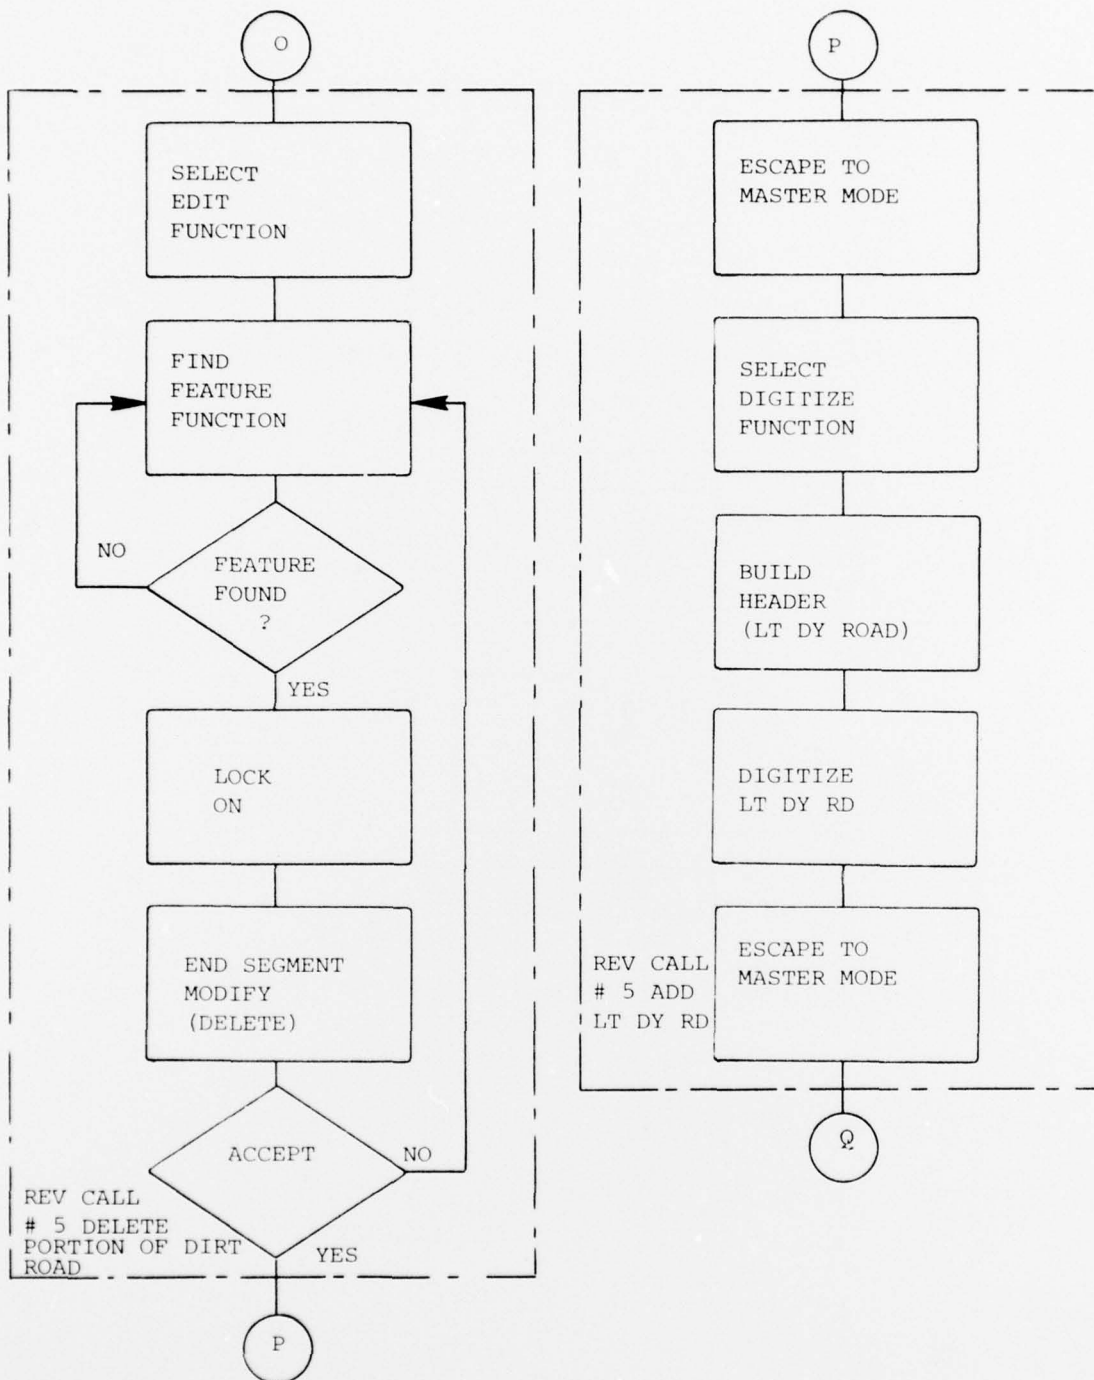 O
SELECT
EDIT
FUNCTION
FIND
FEATURE
FUNCTION
NO
FEATURE
FOUND
?
YES
LOCK
ON
END SEGMENT
MODIFY
(DELETE)
ACCEPT
NO
REV CALL
# 5 DELETE
PORTION OF DIRT
ROAD
YES
P
P
ESCAPE TO
MASTER MODE
SELECT
DIGITIZE
FUNCTION
BUILD
HEADER
(LT DY ROAD)
DIGITIZE
LT DY RD
ESCAPE TO
MASTER MODE
REV CALL
# 5 ADD
LT DY RD
Q